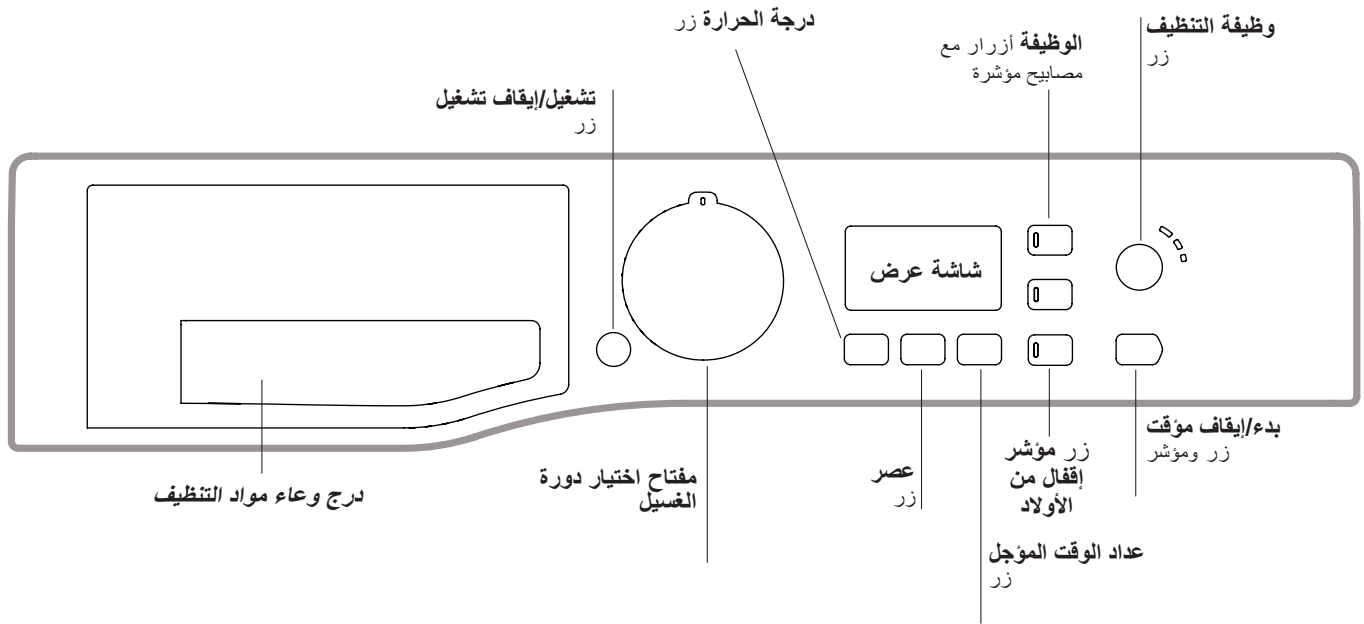 وظيفة التنظيف
زر
الوظيفة أزرار مع
مصابيح مؤشرة
درجة الحرارة زر
تشغيل/إيقاف تشغيل
زر
شاشة عرض
بدء/إيقاف مؤقت
زر ومؤشر
زر مؤشر
إقفال من
الأولاد
عصر
زر
مفتاح اختيار دورة
الغسيل
درج وعاء مواد التنظيف
عداد الوقت المؤجل
زر